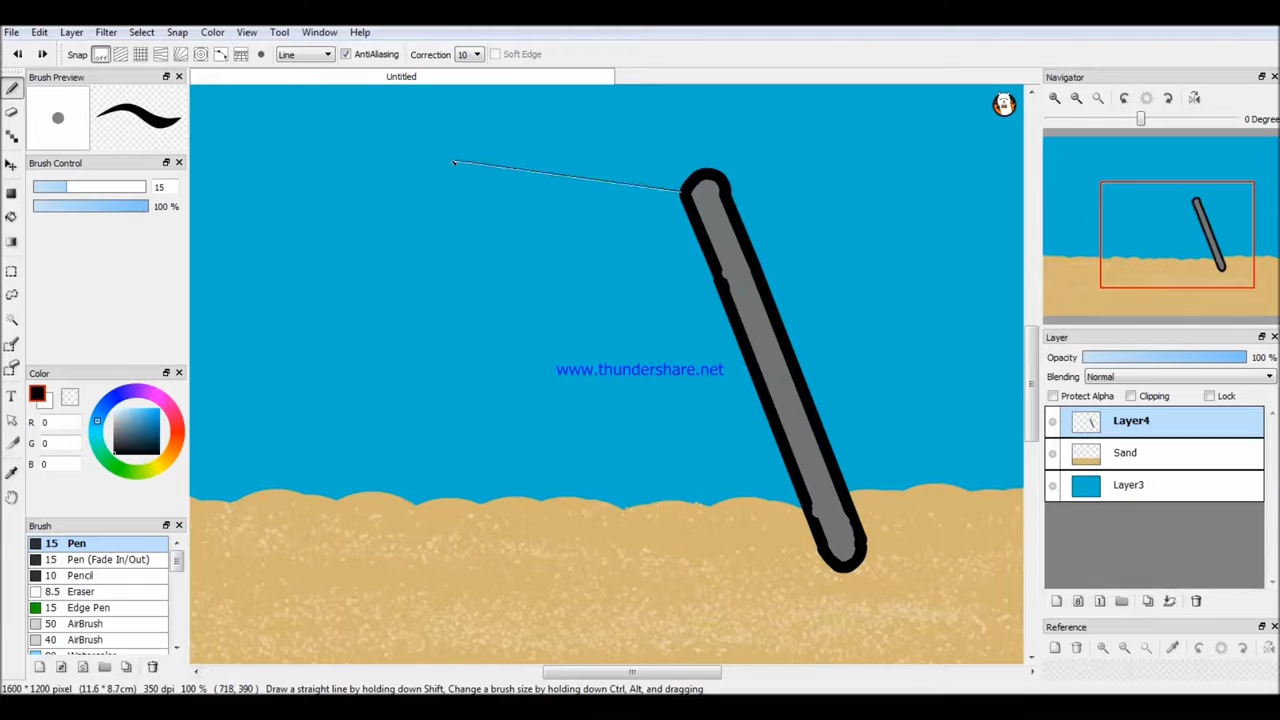 File Edit Layer Filter Select Snap Color View Tool Window Help
Snap off Line AntiAliasing Correction 10 Soft Edge
Brush Preview
Untitled
Navigator
0 Degree
Brush Control
15
100 %
www.thundershare.net
Layer
Opacity 100 %
Blending Normal
Protect Alpha Clipping Lock
Layer4
Sand
Layer3
Color
R 0
G 0
B 0
Brush
15 Pen
15 Pen (Fade In/Out)
10 Pencil
8.5 Eraser
15 Edge Pen
50 AirBrush
40 AirBrush
Reference
1600 * 1200 pixel (11.6 * 8.7cm) 350 dpi 100 % (718, 390) Draw a straight line by holding down Shift, Change a brush size by holding down Ctrl, Alt, and dragging